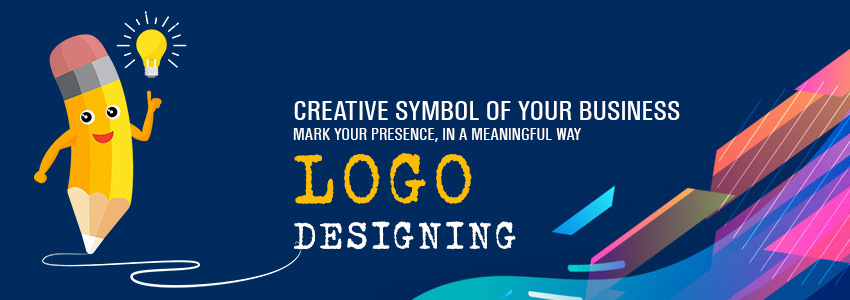 CREATIVE SYMBOL OF YOUR BUSINESS
MARK YOUR PRESENCE, IN A MEANINGFUL WAY
LOGO
DESIGNING